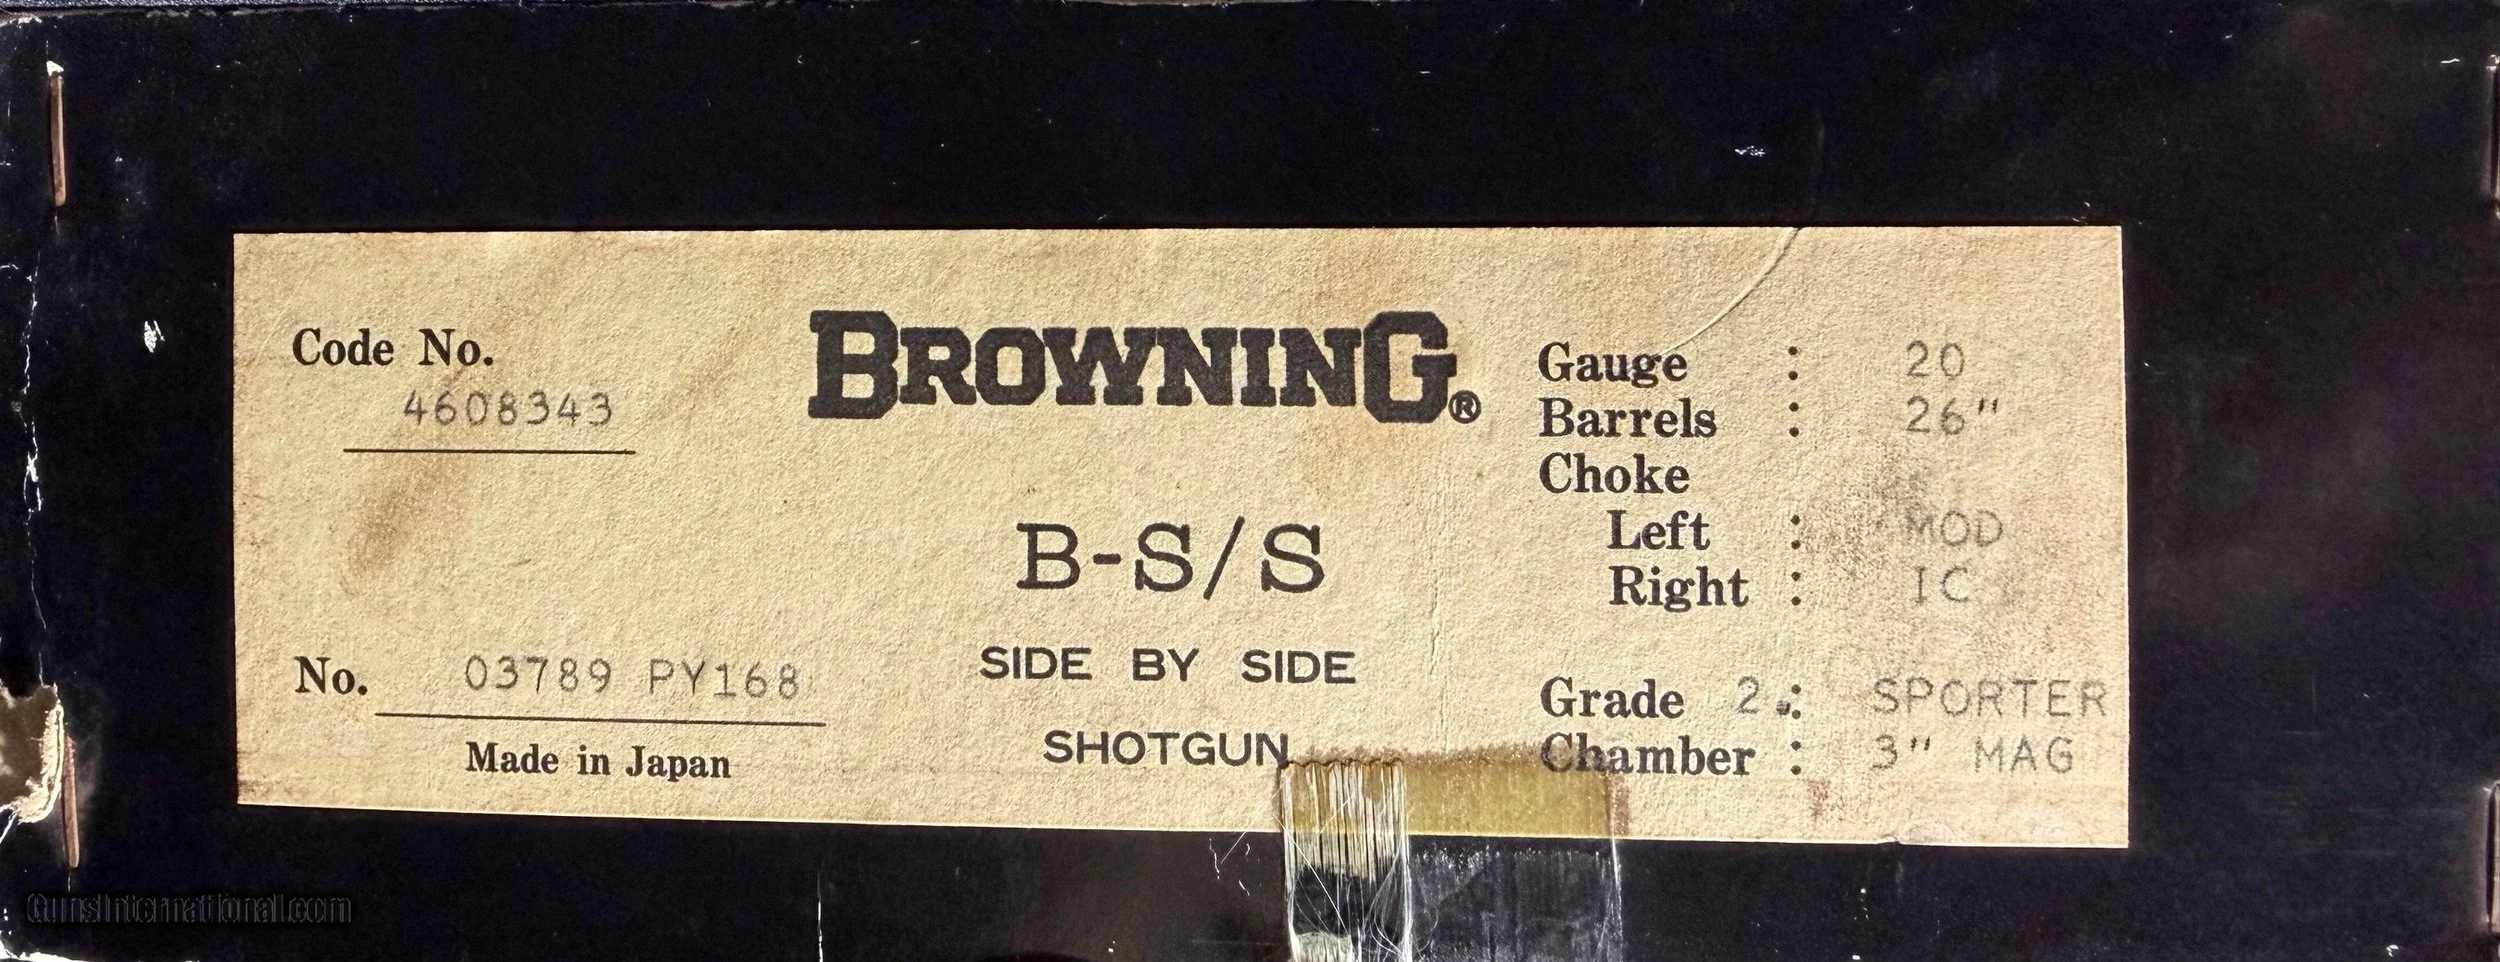 Code No.
4608343
No. 03789 PY168
Made in Japan
BROWNING®
B-S/S
SIDE BY SIDE
SHOTGUN
Gauge : 20
Barrels : 26"
Choke
Left : MOD
Right : IC
Grade 2 : SPORTER
Chamber : 3" MAG
GunsInternational.com